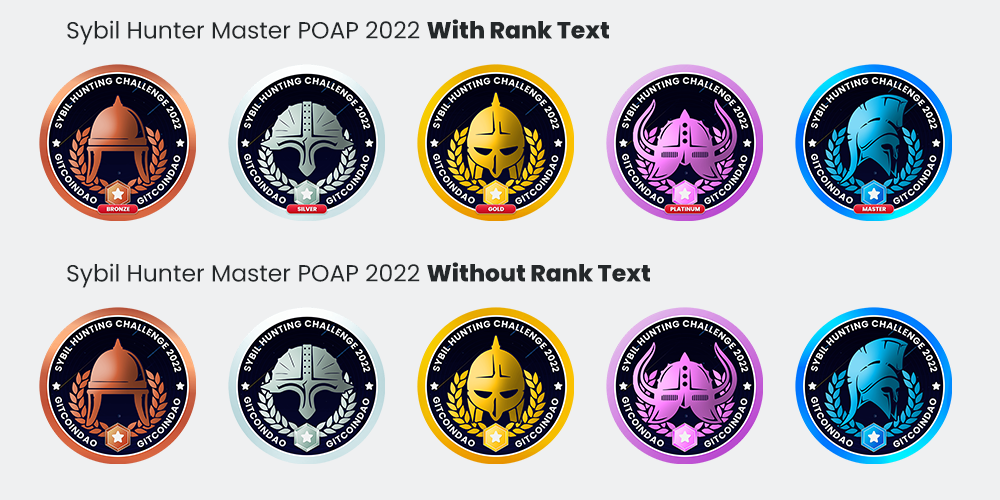 Sybil Hunter Master POAP 2022 With Rank Text
SYBIL HUNTING CHALLENGE 2022
GITCOINDAO
GITCOINDAO
BRONZE
SYBIL HUNTING CHALLENGE 2022
GITCOINDAO
GITCOINDAO
SILVER
SYBIL HUNTING CHALLENGE 2022
GITCOINDAO
GITCOINDAO
GOLD
SYBIL HUNTING CHALLENGE 2022
GITCOINDAO
GITCOINDAO
PLATINUM
SYBIL HUNTING CHALLENGE 2022
GITCOINDAO
GITCOINDAO
MASTER
Sybil Hunter Master POAP 2022 Without Rank Text
SYBIL HUNTING CHALLENGE 2022
GITCOINDAO
GITCOINDAO
SYBIL HUNTING CHALLENGE 2022
GITCOINDAO
GITCOINDAO
SYBIL HUNTING CHALLENGE 2022
GITCOINDAO
GITCOINDAO
SYBIL HUNTING CHALLENGE 2022
GITCOINDAO
GITCOINDAO
SYBIL HUNTING CHALLENGE 2022
GITCOINDAO
GITCOINDAO